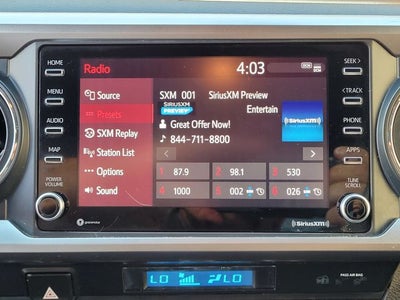 HOME
MENU
AUDIO
MAP
POWER
VOLUME
Radio
4:03
Source
Presets
SXM Replay
Station List
Options
Sound
SXM 001 SiriusXM Preview
SiriusXM
PREVIEW
Entertain
Great Offer Now!
844-711-8800
SiriusXM
1 87.9
2 98.1
3 530
4 1000
5 002
6 026
SEEK >
< TRACK
PHONE
APPS
TUNE
SCROLL
SiriusXM
LO LO
PASS AIR BAG